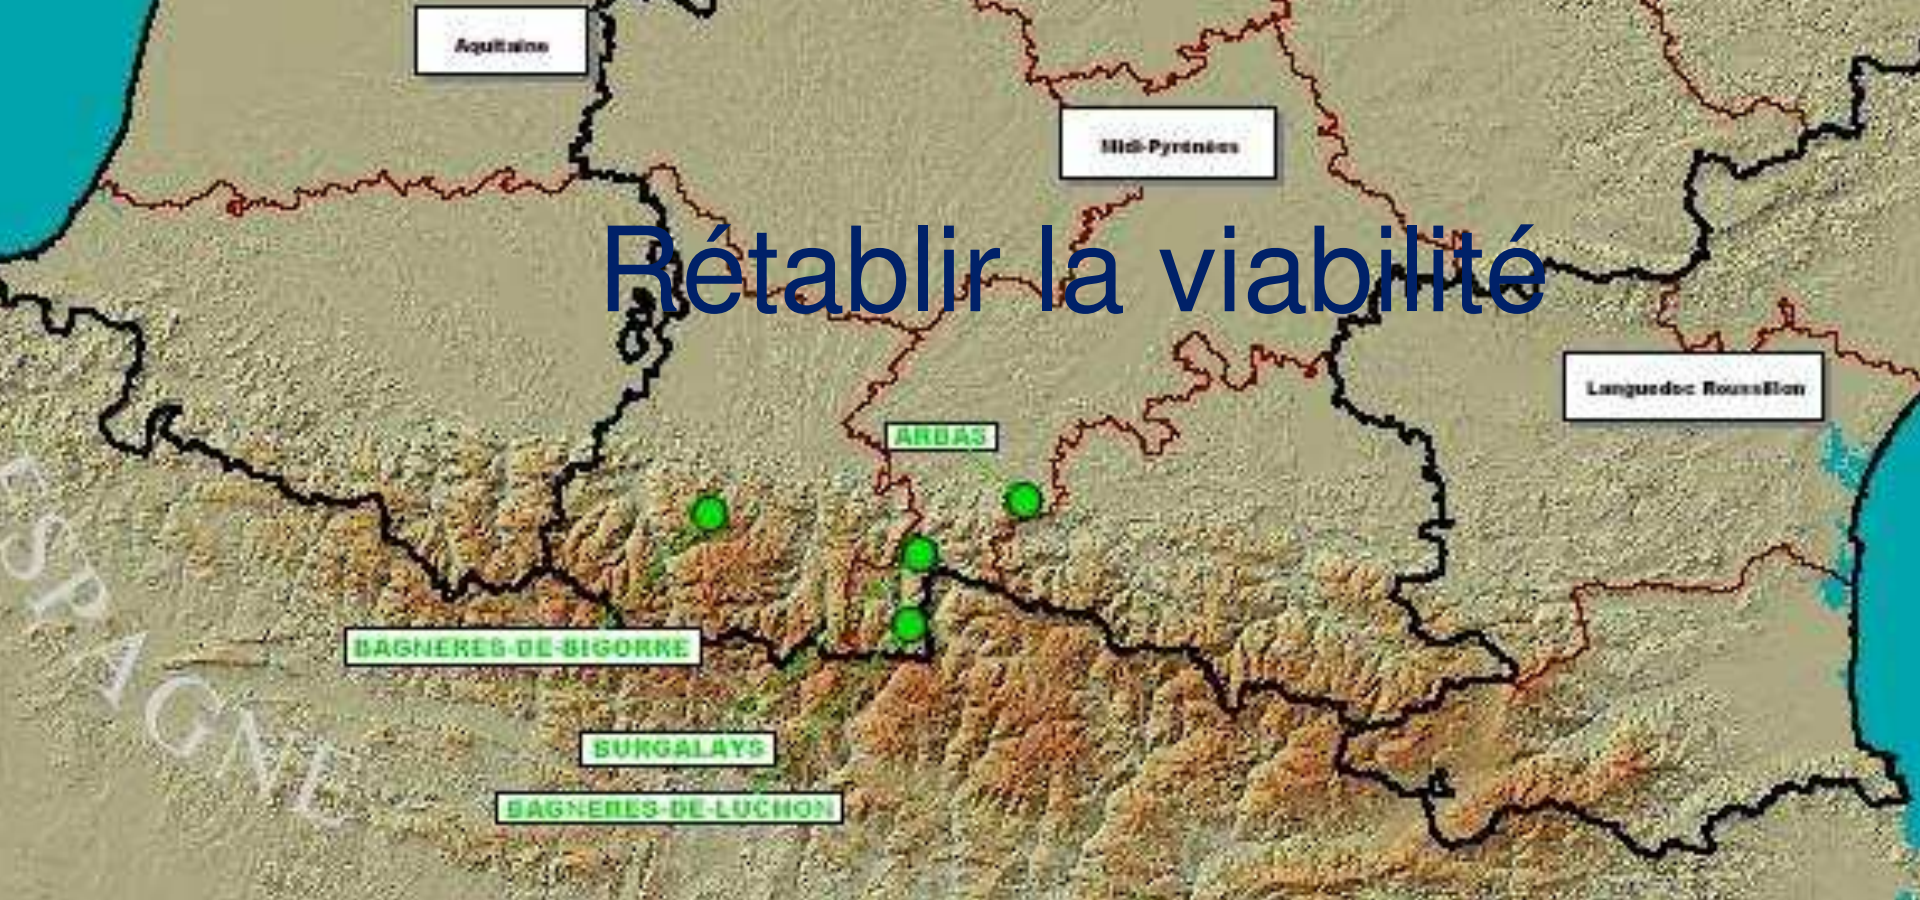 Aquitaine
Midi-Pyrénées
Rétablir la viabilité
Languedoc Roussillon
ARBAS
ESPAGNE
BAGNERES-DE-BIGORRE
BURGALAYS
BAGNERES-DE-LUCHON